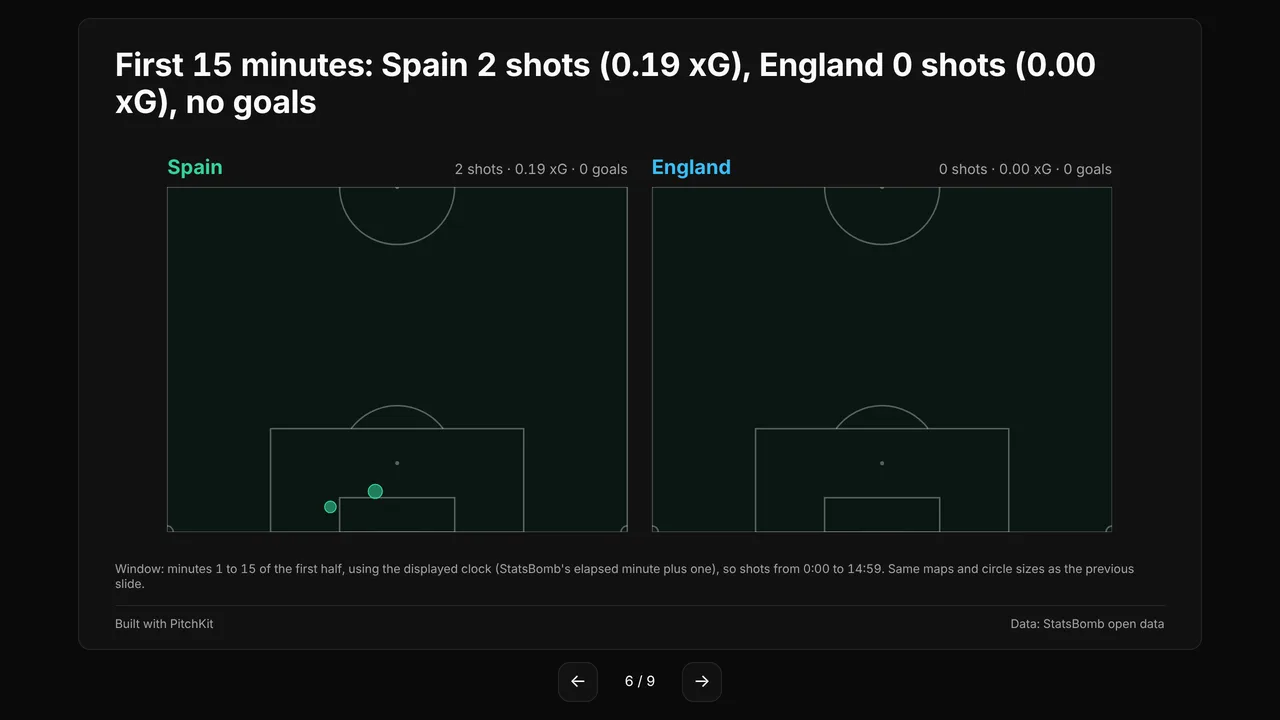 First 15 minutes: Spain 2 shots (0.19 xG), England 0 shots (0.00
xG), no goals
Spain
2 shots · 0.19 xG · 0 goals
England
0 shots · 0.00 xG · 0 goals
Window: minutes 1 to 15 of the first half, using the displayed clock (StatsBomb's elapsed minute plus one), so shots from 0:00 to 14:59. Same maps and circle sizes as the previous
slide.
Built with PitchKit
Data: StatsBomb open data
6 / 9